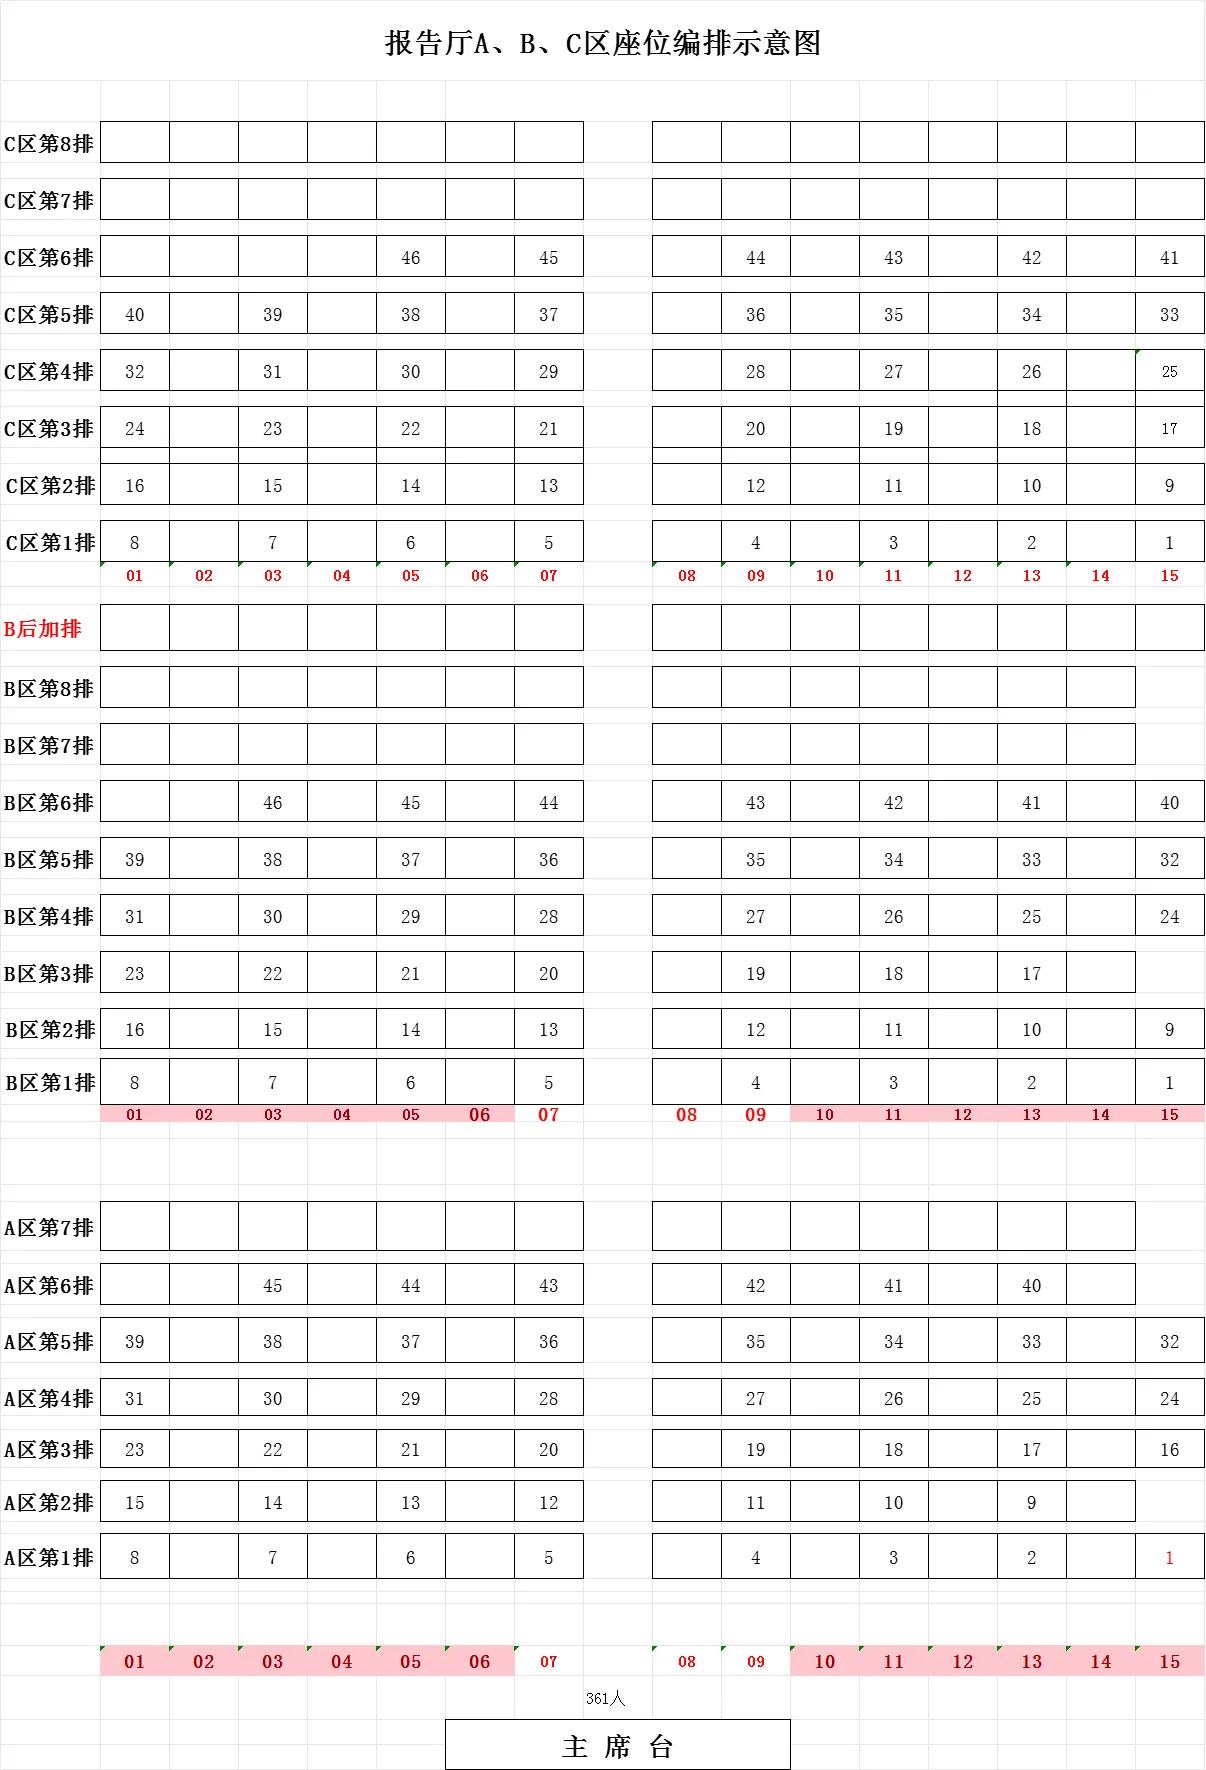 报告厅A、B、C区座位编排示意图
C区第8排
C区第7排
C区第6排 46 45 44 43 42 41
C区第5排 40 39 38 37 36 35 34 33
C区第4排 32 31 30 29 28 27 26 25
C区第3排 24 23 22 21 20 19 18 17
C区第2排 16 15 14 13 12 11 10 9
C区第1排 8 7 6 5 4 3 2 1
01 02 03 04 05 06 07 08 09 10 11 12 13 14 15
B后加排
B区第8排
B区第7排
B区第6排 46 45 44 43 42 41 40
B区第5排 39 38 37 36 35 34 33 32
B区第4排 31 30 29 28 27 26 25 24
B区第3排 23 22 21 20 19 18 17
B区第2排 16 15 14 13 12 11 10 9
B区第1排 8 7 6 5 4 3 2 1
01 02 03 04 05 06 07 08 09 10 11 12 13 14 15
A区第7排
A区第6排 45 44 43 42 41 40
A区第5排 39 38 37 36 35 34 33 32
A区第4排 31 30 29 28 27 26 25 24
A区第3排 23 22 21 20 19 18 17 16
A区第2排 15 14 13 12 11 10 9
A区第1排 8 7 6 5 4 3 2 1
01 02 03 04 05 06 07 08 09 10 11 12 13 14 15
361人
主 席 台